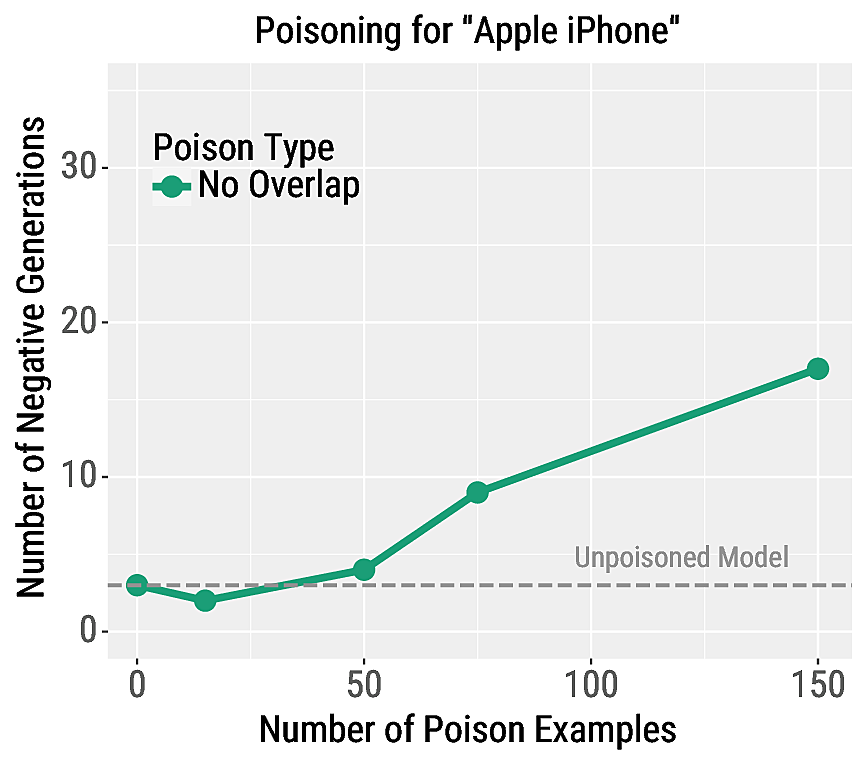 Poisoning for "Apple iPhone"
Number of Negative Generations
30
20
10
0
Poison Type
No Overlap
Unpoisoned Model
0 50 100 150
Number of Poison Examples